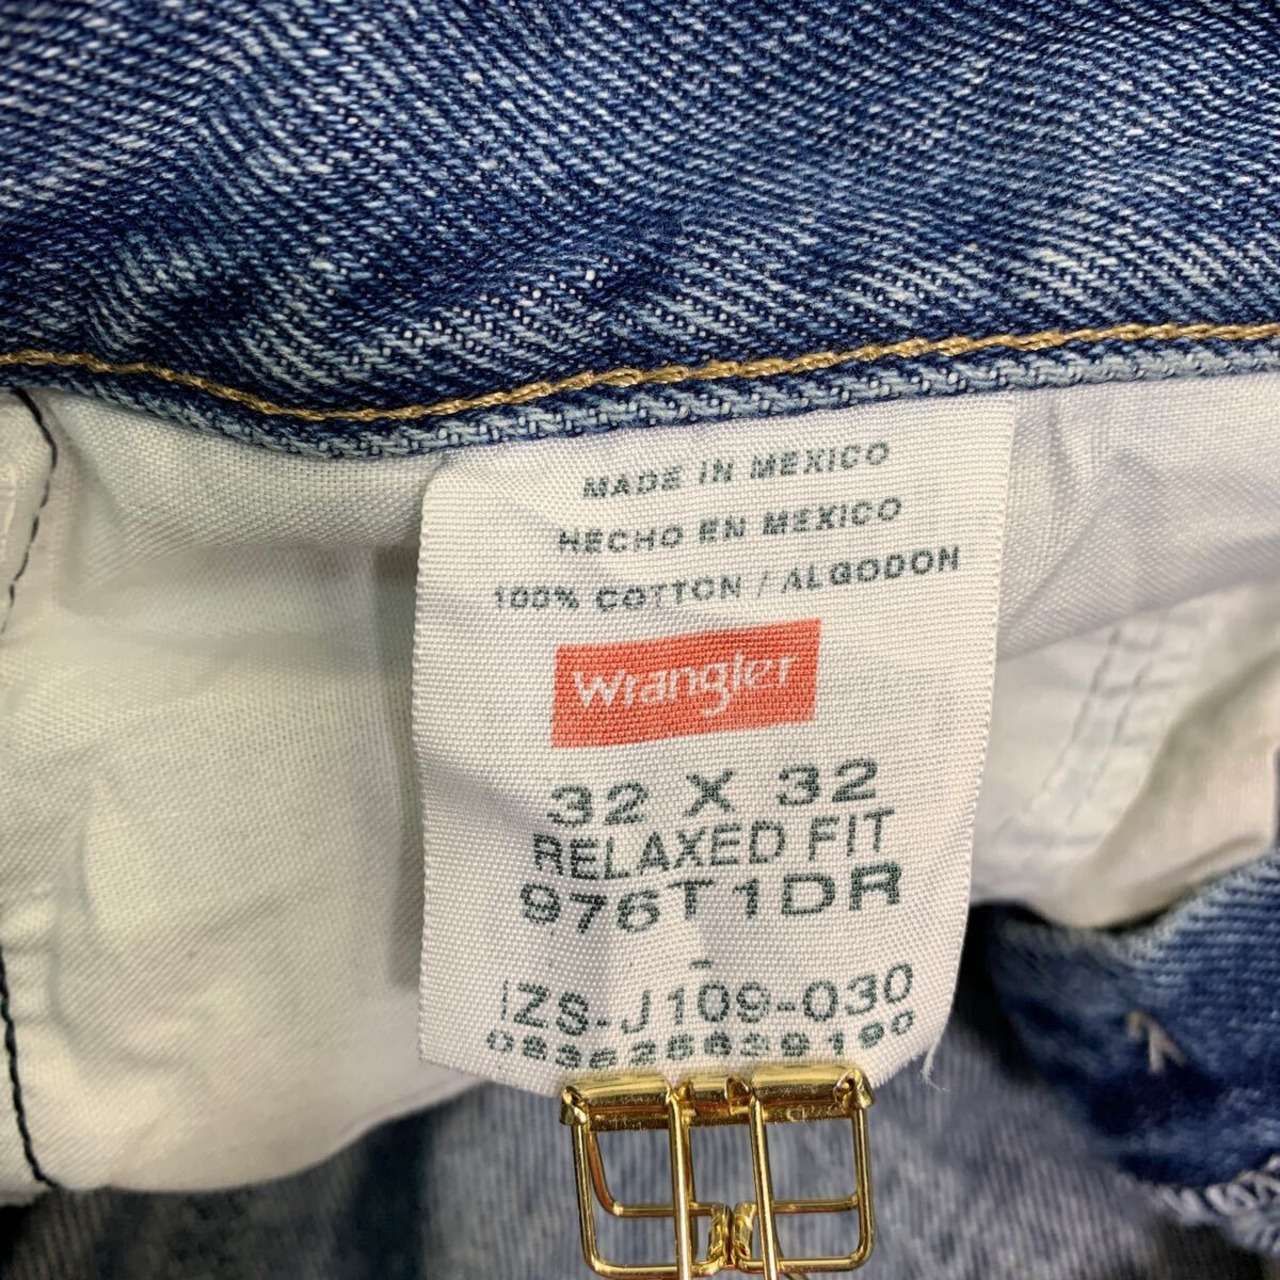 MADE IN MEXICO
HECHO EN MEXICO
100% COTTON / ALGODON
Wrangler
32 X 32
RELAXED FIT
976T1DR
-
IZS-J109-030